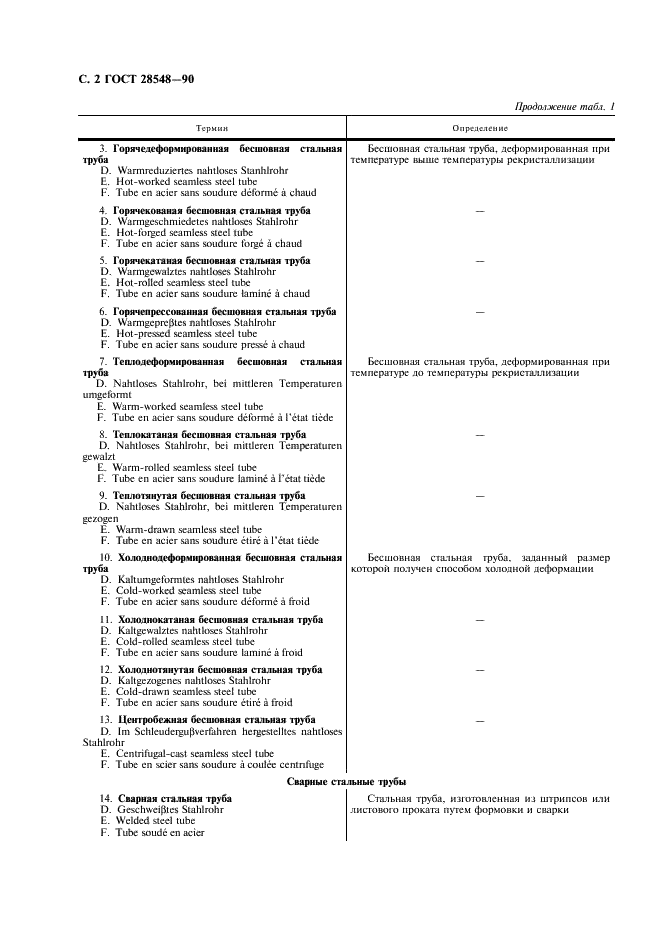 С. 2 ГОСТ 28548—90
Продолжение табл. 1
Термин
Определение
3. Горячедеформированная бесшовная стальная
труба
D. Warmreduziertes nahtloses Stanhlrohr
E. Hot-worked seamless steel tube
F. Tube en acier sans soudure déformé à chaud
Бесшовная стальная труба, деформированная при
температуре выше температуры рекристаллизации
4. Горячекованая бесшовная стальная труба
D. Warmgeschmiedetes nahtloses Stahlrohr
E. Hot-forged seamless steel tube
F. Tube en acier sans soudure forgé à chaud
—
5. Горячекатаная бесшовная стальная труба
D. Warmgewalztes nahtloses Stahlrohr
E. Hot-rolled seamless steel tube
F. Tube en acier sans soudure laminé à chaud
—
6. Горячепрессованная бесшовная стальная труба
D. Warmgepreβtes nahtloses Stahlrohr
E. Hot-pressed seamless steel tube
F. Tube en acier sans soudure pressé à chaud
—
7. Теплодеформированная бесшовная стальная
труба
D. Nahtloses Stahlrohr, bei mittleren Temperaturen
umgeformt
E. Warm-worked seamless steel tube
F. Tube en acier sans soudure déformé à l’état tiède
Бесшовная стальная труба, деформированная при
температуре до температуры рекристаллизации
8. Теплокатаная бесшовная стальная труба
D. Nahtloses Stahlrohr, bei mittleren Temperaturen
gewalzt
E. Warm-rolled seamless steel tube
F. Tube en acier sans soudure laminé à l’état tiède
—
9. Теплотянутая бесшовная стальная труба
D. Nahtloses Stahlrohr, bei mittleren Temperaturen
gezogen
E. Warm-drawn seamless steel tube
F. Tube en acier sans soudure étiré à l’état tiède
—
10. Холоднодеформированная бесшовная стальная
труба
D. Kaltumgeformtes nahtloses Stahlrohr
E. Cold-worked seamless steel tube
F. Tube en acier sans soudure déformé à froid
Бесшовная стальная труба, заданный размер
которой получен способом холодной деформации
11. Холоднокатаная бесшовная стальная труба
D. Kaltgewalztes nahtloses Stahlrohr
E. Cold-rolled seamless steel tube
F. Tube en acier sans soudure laminé à froid
—
12. Холоднотянутая бесшовная стальная труба
D. Kaltgezogenes nahtloses Stahlrohr
E. Cold-drawn seamless steel tube
F. Tube en acier sans soudure étiré à froid
—
13. Центробежная бесшовная стальная труба
D. Im Schleuderguβverfahren hergestelltes nahtloses
Stahlrohr
E. Centrifugal-cast seamless steel tube
F. Tube en scier sans soudure à coulée centrifuge
—
Сварные стальные трубы
14. Сварная стальная труба
D. Geschweiβtes Stahlrohr
E. Welded steel tube
F. Tube soudé en acier
Стальная труба, изготовленная из штрипсов или
листового проката путем формовки и сварки